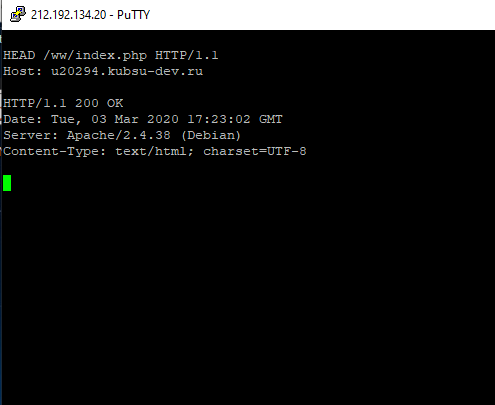 212.192.134.20 - PuTTY
HEAD /ww/index.php HTTP/1.1
Host: u20294.kubsu-dev.ru
HTTP/1.1 200 OK
Date: Tue, 03 Mar 2020 17:23:02 GMT
Server: Apache/2.4.38 (Debian)
Content-Type: text/html; charset=UTF-8